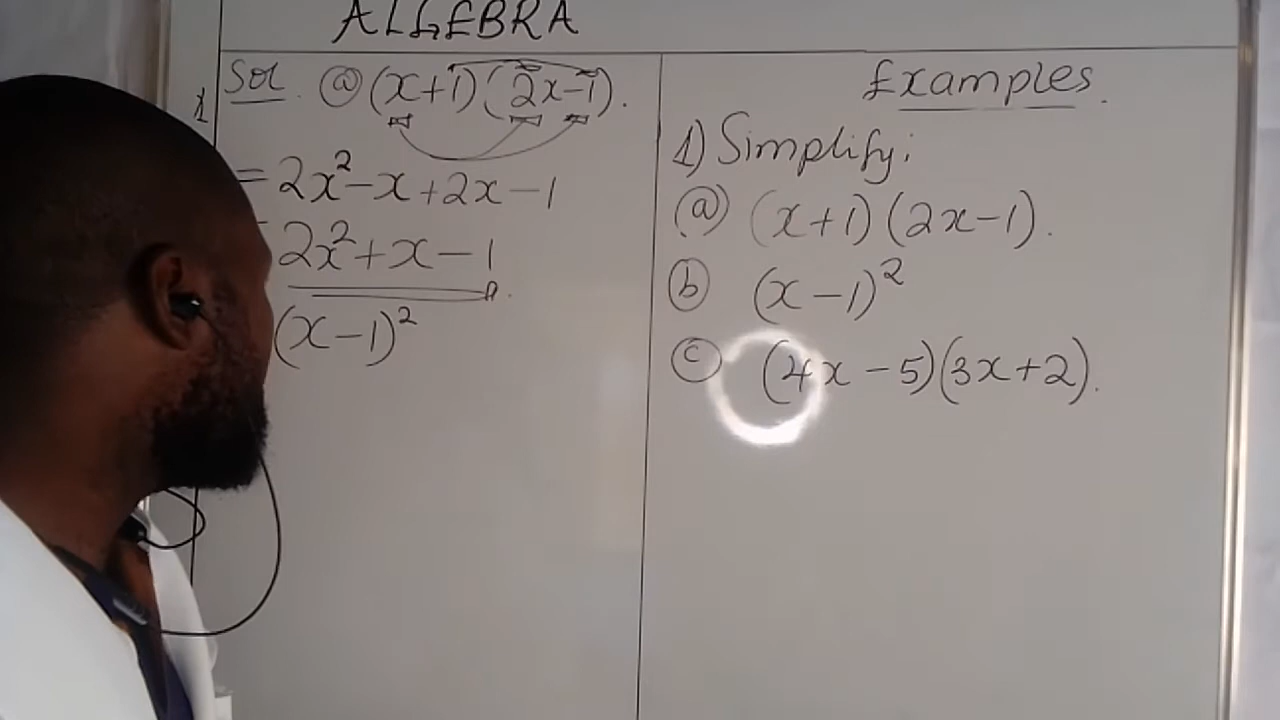 ALGEBRA
Sol. (a) (x+1)(2x-1).
= 2x²-x+2x-1
2x²+x-1
(x-1)²
Examples.
1) Simplify:
(a) (x+1)(2x-1).
(b) (x-1)²
(c) (4x-5)(3x+2).